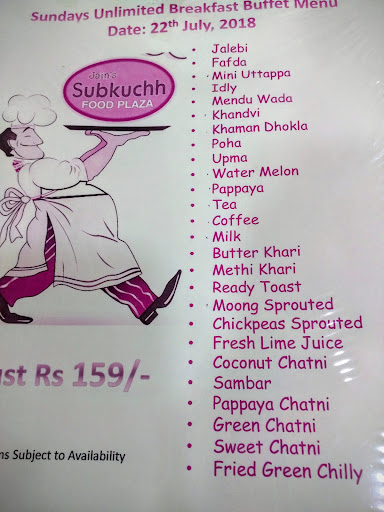 Sundays Unlimited Breakfast Buffet Menu
Date: 22th July, 2018
Jain's
Subkuchh
FOOD PLAZA
Jalebi
Fafda
Mini Uttappa
Idly
Mendu Wada
Khandvi
Khaman Dhokla
Poha
Upma
Water Melon
Pappaya
Tea
Coffee
Milk
Butter Khari
Methi Khari
Ready Toast
Moong Sprouted
Chickpeas Sprouted
Fresh Lime Juice
Coconut Chatni
Sambar
Pappaya Chatni
Green Chatni
Sweet Chatni
Fried Green Chilly
Rs 159/-
Subject to Availability